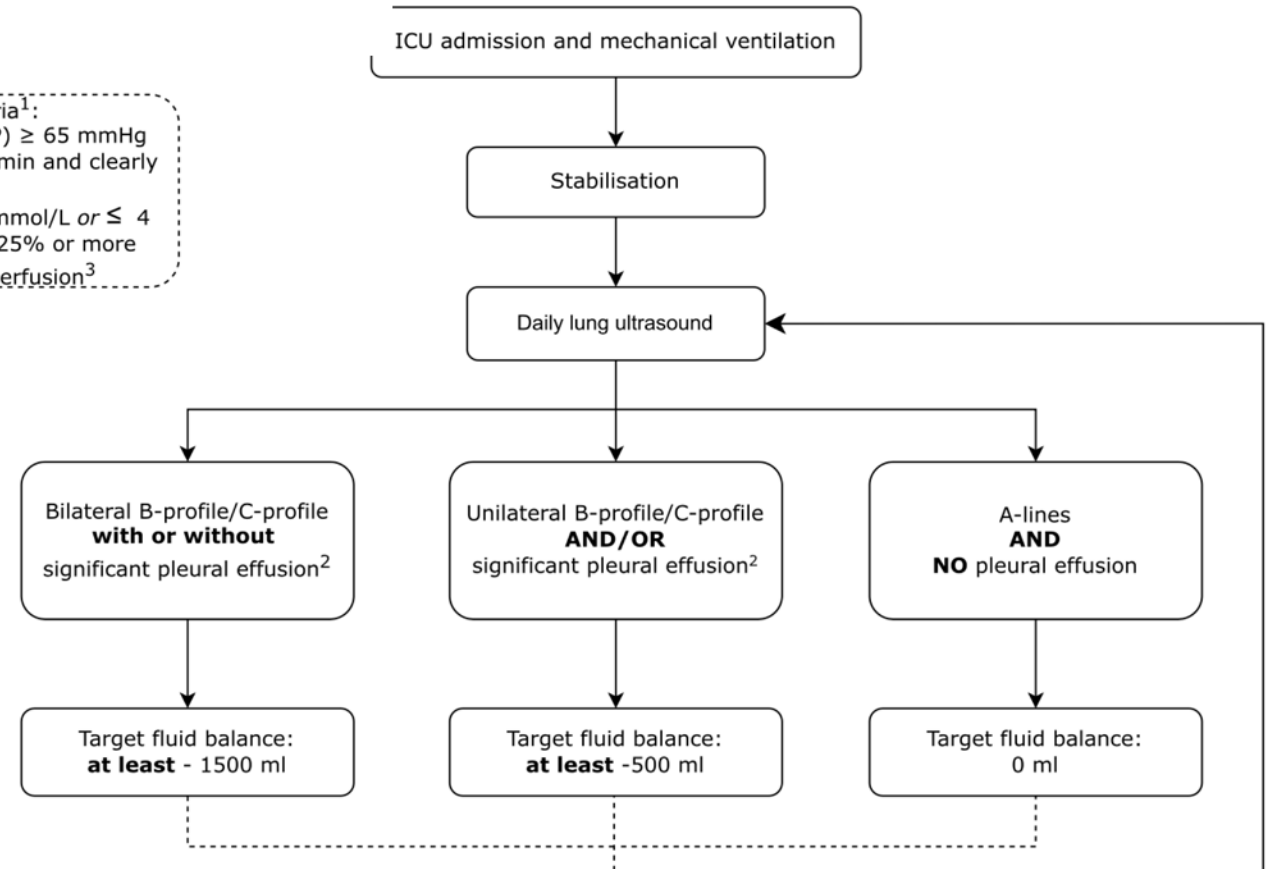 ICU admission and mechanical ventilation
ria1:
) ≥ 65 mmHg
min and clearly
mmol/L or ≤ 4
25% or more
erfusion3
Stabilisation
Daily lung ultrasound
Bilateral B-profile/C-profile
with or without
significant pleural effusion2
Unilateral B-profile/C-profile
AND/OR
significant pleural effusion2
A-lines
AND
NO pleural effusion
Target fluid balance:
at least - 1500 ml
Target fluid balance:
at least -500 ml
Target fluid balance:
0 ml